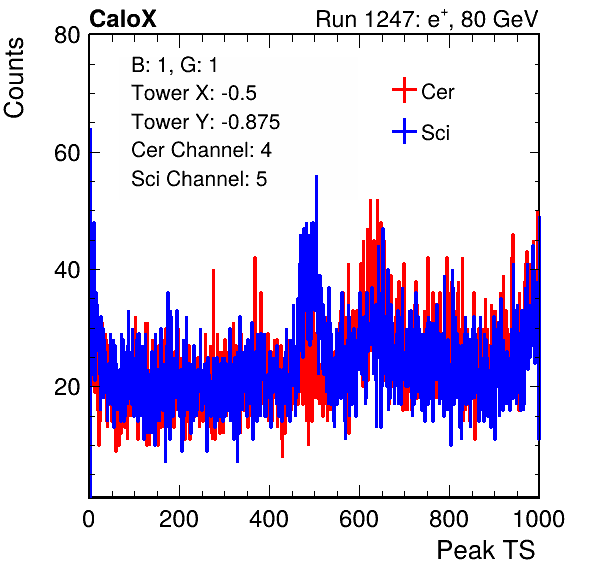 CaloX Run 1247: e+, 80 GeV
Counts
80
60
40
20
B: 1, G: 1
Tower X: -0.5
Tower Y: -0.875
Cer Channel: 4
Sci Channel: 5
Cer
Sci
0 200 400 600 800 1000
Peak TS